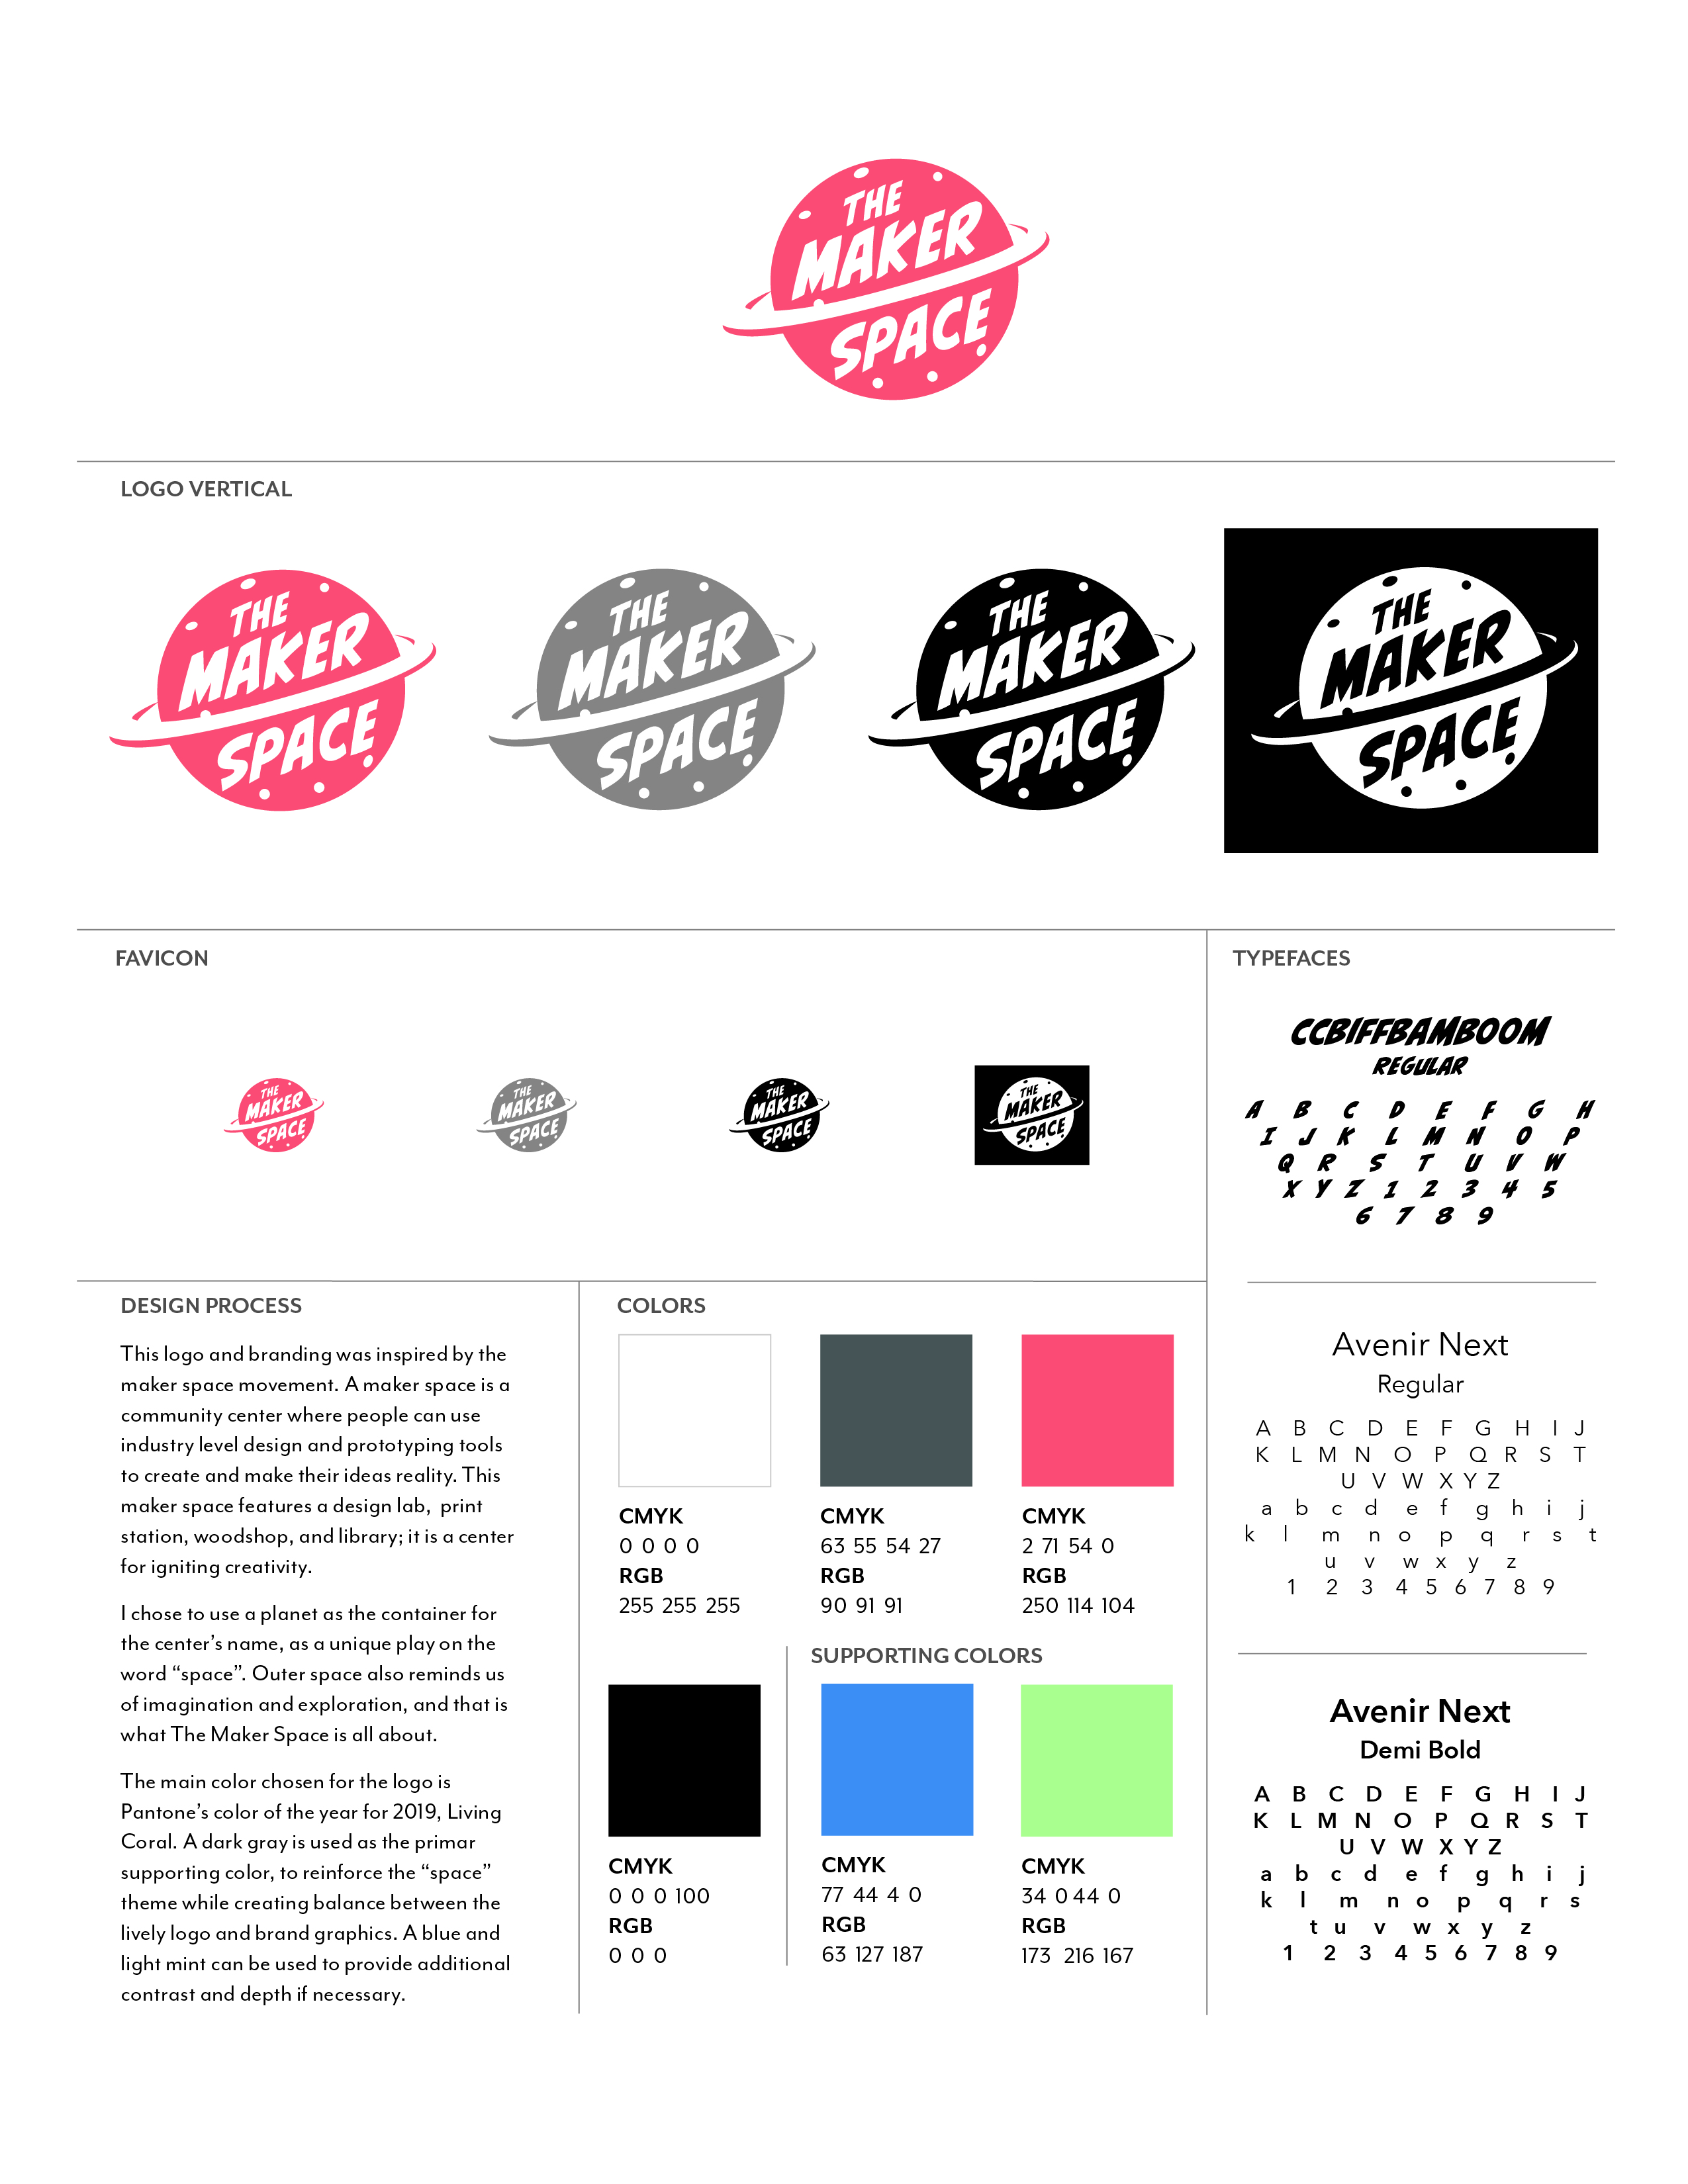 THE
MAKER
SPACE
LOGO VERTICAL
THE
MAKER
SPACE
THE
MAKER
SPACE
THE
MAKER
SPACE
THE
MAKER
SPACE
FAVICON
THE
MAKER
SPACE
THE
MAKER
SPACE
THE
MAKER
SPACE
THE
MAKER
SPACE
TYPEFACES
CCBIFFBAMBOOM
REGULAR
A B C D E F G H
I J K L M N O P
Q R S T U V W
X Y Z 1 2 3 4 5
6 7 8 9
Avenir Next
Regular
A B C D E F G H I J
K L M N O P Q R S T
U V W X Y Z
a b c d e f g h i j
k l m n o p q r s t
u v w x y z
1 2 3 4 5 6 7 8 9
Avenir Next
Demi Bold
A B C D E F G H I J
K L M N O P Q R S T
U V W X Y Z
a b c d e f g h i j
k l m n o p q r s
t u v w x y z
1 2 3 4 5 6 7 8 9
DESIGN PROCESS
This logo and branding was inspired by the
maker space movement. A maker space is a
community center where people can use
industry level design and prototyping tools
to create and make their ideas reality. This
maker space features a design lab, print
station, woodshop, and library; it is a center
for igniting creativity.
I chose to use a planet as the container for
the center’s name, as a unique play on the
word “space”. Outer space also reminds us
of imagination and exploration, and that is
what The Maker Space is all about.
The main color chosen for the logo is
Pantone’s color of the year for 2019, Living
Coral. A dark gray is used as the primar
supporting color, to reinforce the “space”
theme while creating balance between the
lively logo and brand graphics. A blue and
light mint can be used to provide additional
contrast and depth if necessary.
COLORS
CMYK
0 0 0 0
RGB
255 255 255
CMYK
63 55 54 27
RGB
90 91 91
CMYK
2 71 54 0
RGB
250 114 104
CMYK
0 0 0 100
RGB
0 0 0
SUPPORTING COLORS
CMYK
77 44 4 0
RGB
63 127 187
CMYK
34 0 44 0
RGB
173 216 167